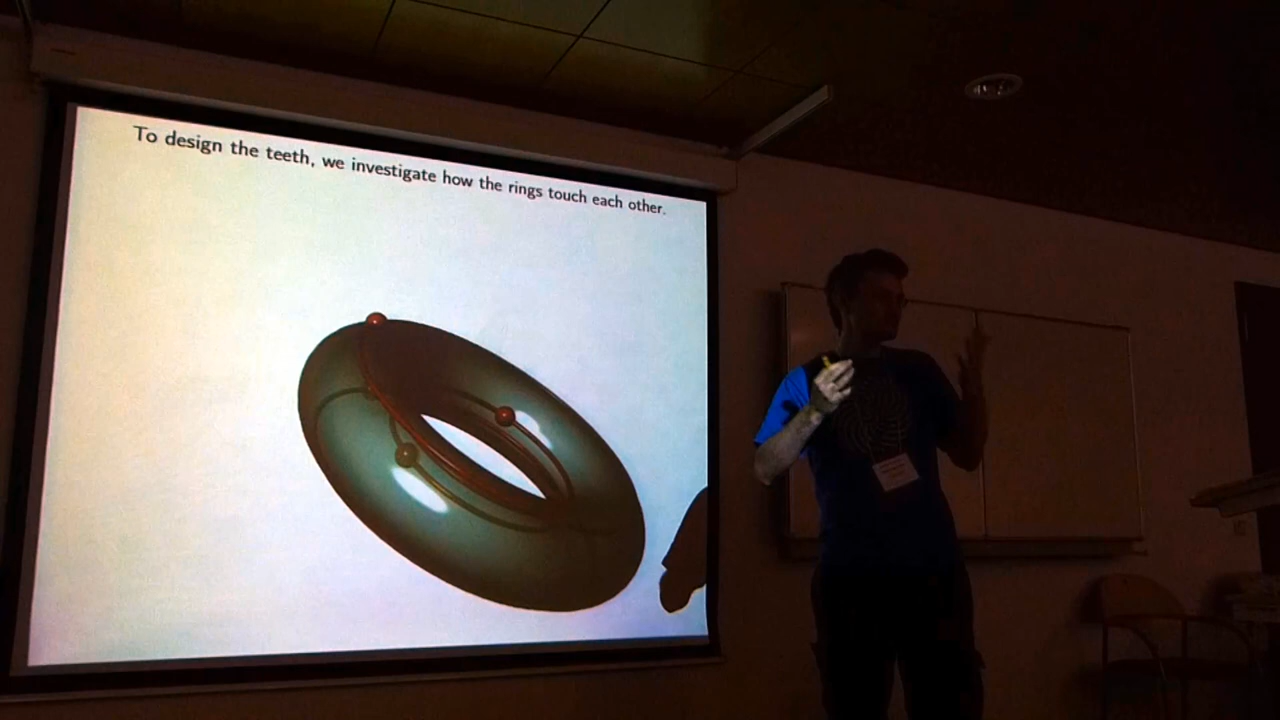 To design the teeth, we investigate how the rings touch each other.